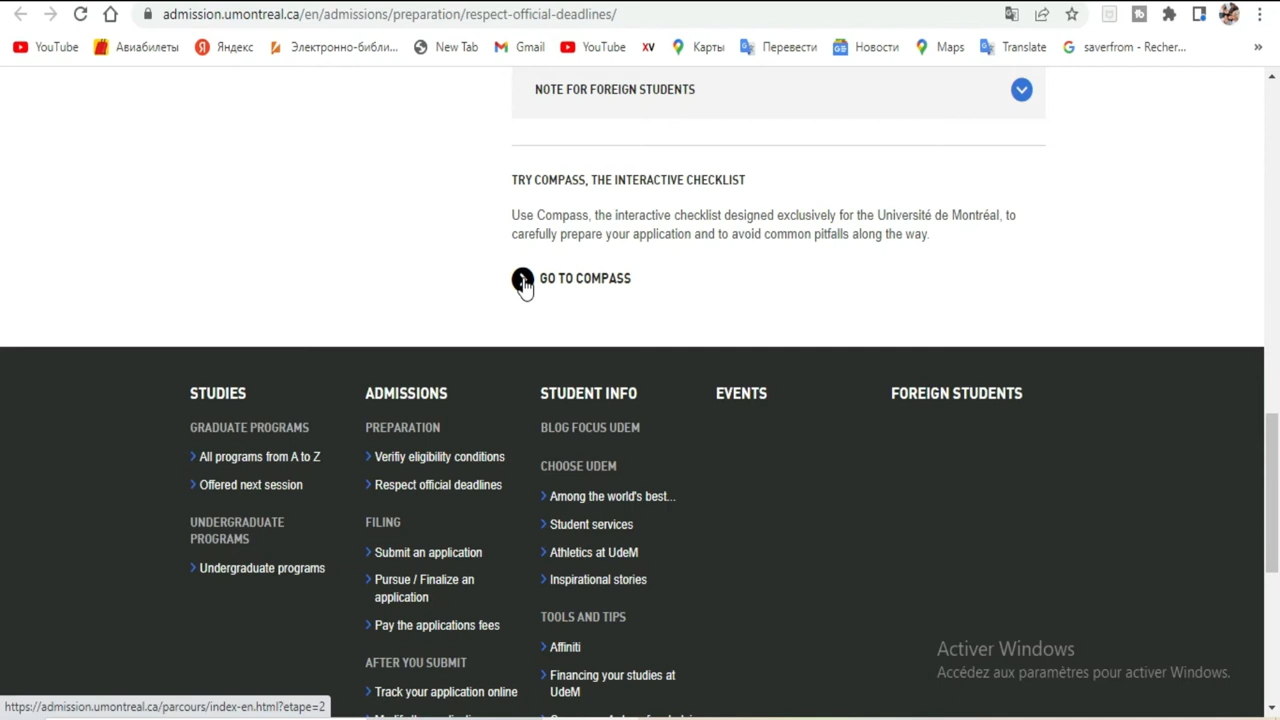 admission.umontreal.ca/en/admissions/preparation/respect-official-deadlines/
YouTube Авиабилеты Яндекс Электронно-библи... New Tab Gmail YouTube XV Карты Перевести Новости Maps Translate saverfrom - Recher... »
NOTE FOR FOREIGN STUDENTS
TRY COMPASS, THE INTERACTIVE CHECKLIST
Use Compass, the interactive checklist designed exclusively for the Université de Montréal, to
carefully prepare your application and to avoid common pitfalls along the way.
GO TO COMPASS
STUDIES
GRADUATE PROGRAMS
All programs from A to Z
Offered next session
UNDERGRADUATE
PROGRAMS
Undergraduate programs
ADMISSIONS
PREPARATION
Verifiy eligibility conditions
Respect official deadlines
FILING
Submit an application
Pursue / Finalize an
application
Pay the applications fees
AFTER YOU SUBMIT
Track your application online
STUDENT INFO
BLOG FOCUS UDEM
CHOOSE UDEM
Among the world's best...
Student services
Athletics at UdeM
Inspirational stories
TOOLS AND TIPS
Affiniti
Financing your studies at
UdeM
EVENTS
FOREIGN STUDENTS
Activer Windows
Accédez aux paramètres pour activer Windows.
https://admission.umontreal.ca/parcours/index-en.html?etape=2